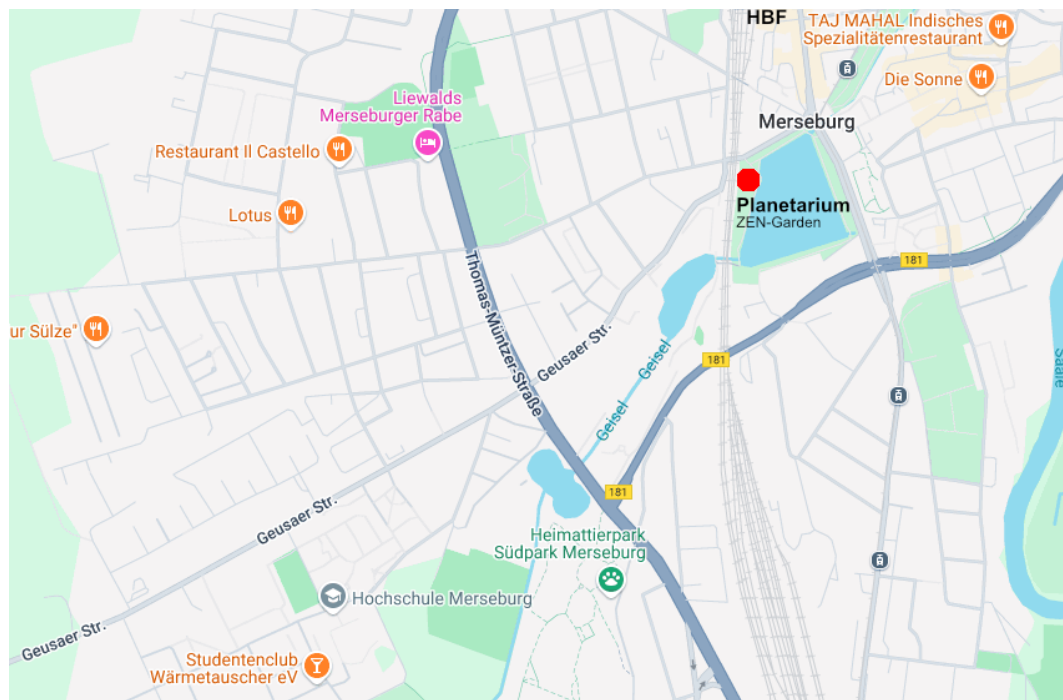 HBF
TAJ MAHAL Indisches
Spezialitätenrestaurant
Die Sonne
Liewalds
Merseburger Rabe
Merseburg
Restaurant Il Castello
Planetarium
ZEN-Garden
Lotus
181
Thomas-Müntzer-Straße
ur Sülze"
Geusaer Str.
Geisel
181
Saale
Geisel
181
Geusaer Str.
Heimattierpark
Südpark Merseburg
Hochschule Merseburg
Geusaer Str.
Studentenclub
Wärmetauscher eV